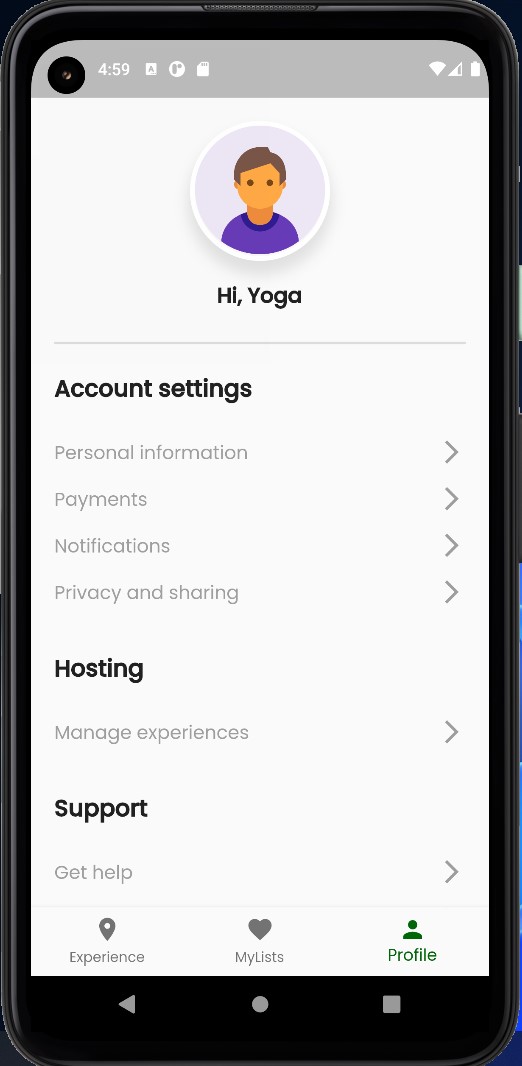 4:59
Hi, Yoga
Account settings
Personal information
Payments
Notifications
Privacy and sharing
Hosting
Manage experiences
Support
Get help
Experience
MyLists
Profile